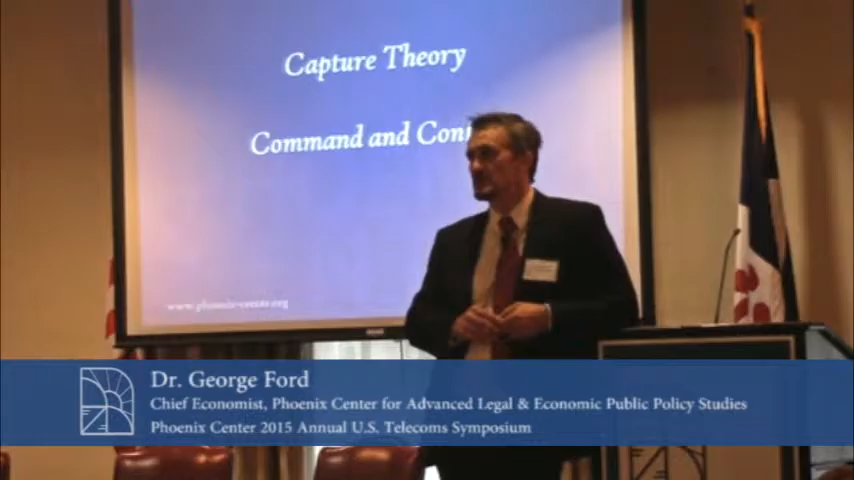 Capture Theory
Command and Con
www.phoenix-center.org
Dr. George Ford
Chief Economist, Phoenix Center for Advanced Legal & Economic Public Policy Studies
Phoenix Center 2015 Annual U.S. Telecoms Symposium